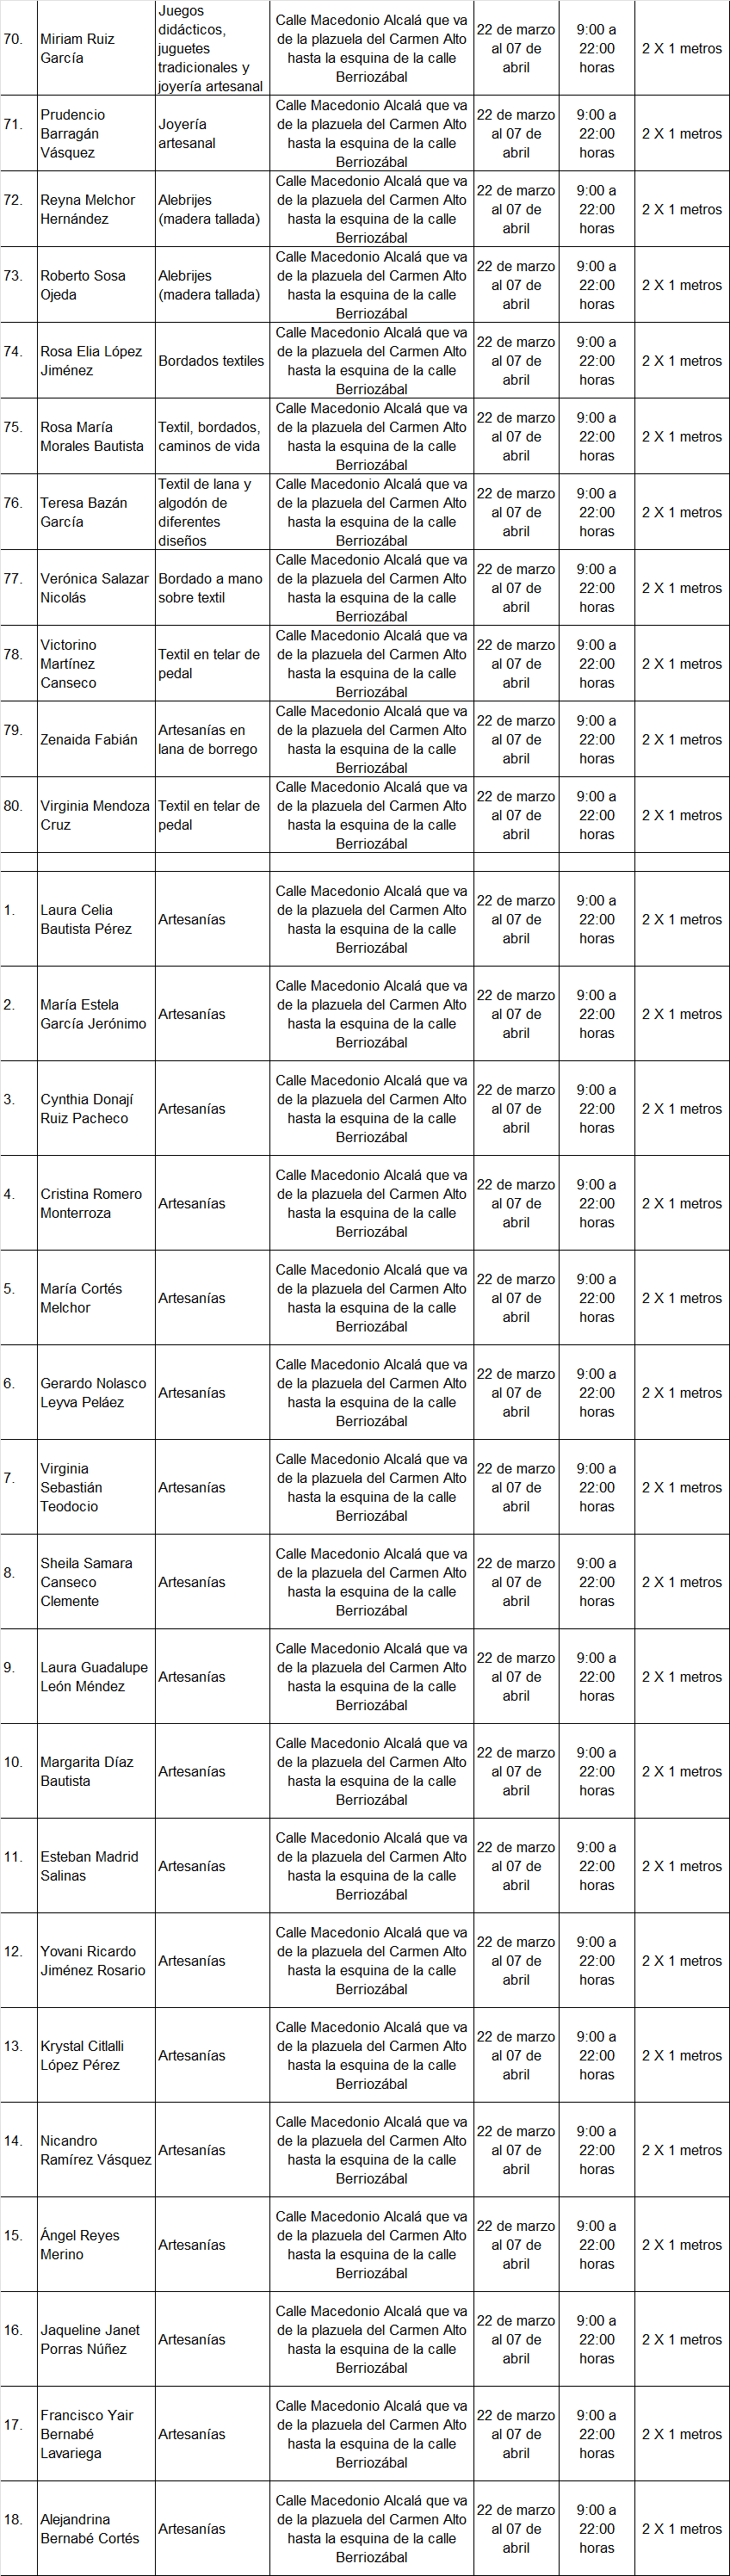 70. Miriam Ruiz García | Juegos didácticos, juguetes tradicionales y joyería artesanal | Calle Macedonio Alcalá que va de la plazuela del Carmen Alto hasta la esquina de la calle Berriozábal | 22 de marzo al 07 de abril | 9:00 a 22:00 horas | 2 X 1 metros
71. Prudencio Barragán Vásquez | Joyería artesanal | Calle Macedonio Alcalá que va de la plazuela del Carmen Alto hasta la esquina de la calle Berriozábal | 22 de marzo al 07 de abril | 9:00 a 22:00 horas | 2 X 1 metros
72. Reyna Melchor Hernández | Alebrijes (madera tallada) | Calle Macedonio Alcalá que va de la plazuela del Carmen Alto hasta la esquina de la calle Berriozábal | 22 de marzo al 07 de abril | 9:00 a 22:00 horas | 2 X 1 metros
73. Roberto Sosa Ojeda | Alebrijes (madera tallada) | Calle Macedonio Alcalá que va de la plazuela del Carmen Alto hasta la esquina de la calle Berriozábal | 22 de marzo al 07 de abril | 9:00 a 22:00 horas | 2 X 1 metros
74. Rosa Elia López Jiménez | Bordados textiles | Calle Macedonio Alcalá que va de la plazuela del Carmen Alto hasta la esquina de la calle Berriozábal | 22 de marzo al 07 de abril | 9:00 a 22:00 horas | 2 X 1 metros
75. Rosa María Morales Bautista | Textil, bordados, caminos de vida | Calle Macedonio Alcalá que va de la plazuela del Carmen Alto hasta la esquina de la calle Berriozábal | 22 de marzo al 07 de abril | 9:00 a 22:00 horas | 2 X 1 metros
76. Teresa Bazán García | Textil de lana y algodón de diferentes diseños | Calle Macedonio Alcalá que va de la plazuela del Carmen Alto hasta la esquina de la calle Berriozábal | 22 de marzo al 07 de abril | 9:00 a 22:00 horas | 2 X 1 metros
77. Verónica Salazar Nicolás | Bordado a mano sobre textil | Calle Macedonio Alcalá que va de la plazuela del Carmen Alto hasta la esquina de la calle Berriozábal | 22 de marzo al 07 de abril | 9:00 a 22:00 horas | 2 X 1 metros
78. Victorino Martínez Canseco | Textil en telar de pedal | Calle Macedonio Alcalá que va de la plazuela del Carmen Alto hasta la esquina de la calle Berriozábal | 22 de marzo al 07 de abril | 9:00 a 22:00 horas | 2 X 1 metros
79. Zenaida Fabián | Artesanías en lana de borrego | Calle Macedonio Alcalá que va de la plazuela del Carmen Alto hasta la esquina de la calle Berriozábal | 22 de marzo al 07 de abril | 9:00 a 22:00 horas | 2 X 1 metros
80. Virginia Mendoza Cruz | Textil en telar de pedal | Calle Macedonio Alcalá que va de la plazuela del Carmen Alto hasta la esquina de la calle Berriozábal | 22 de marzo al 07 de abril | 9:00 a 22:00 horas | 2 X 1 metros
1. Laura Celia Bautista Pérez | Artesanías | Calle Macedonio Alcalá que va de la plazuela del Carmen Alto hasta la esquina de la calle Berriozábal | 22 de marzo al 07 de abril | 9:00 a 22:00 horas | 2 X 1 metros
2. María Estela García Jerónimo | Artesanías | Calle Macedonio Alcalá que va de la plazuela del Carmen Alto hasta la esquina de la calle Berriozábal | 22 de marzo al 07 de abril | 9:00 a 22:00 horas | 2 X 1 metros
3. Cynthia Donají Ruiz Pacheco | Artesanías | Calle Macedonio Alcalá que va de la plazuela del Carmen Alto hasta la esquina de la calle Berriozábal | 22 de marzo al 07 de abril | 9:00 a 22:00 horas | 2 X 1 metros
4. Cristina Romero Monterroza | Artesanías | Calle Macedonio Alcalá que va de la plazuela del Carmen Alto hasta la esquina de la calle Berriozábal | 22 de marzo al 07 de abril | 9:00 a 22:00 horas | 2 X 1 metros
5. María Cortés Melchor | Artesanías | Calle Macedonio Alcalá que va de la plazuela del Carmen Alto hasta la esquina de la calle Berriozábal | 22 de marzo al 07 de abril | 9:00 a 22:00 horas | 2 X 1 metros
6. Gerardo Nolasco Leyva Peláez | Artesanías | Calle Macedonio Alcalá que va de la plazuela del Carmen Alto hasta la esquina de la calle Berriozábal | 22 de marzo al 07 de abril | 9:00 a 22:00 horas | 2 X 1 metros
7. Virginia Sebastián Teodocio | Artesanías | Calle Macedonio Alcalá que va de la plazuela del Carmen Alto hasta la esquina de la calle Berriozábal | 22 de marzo al 07 de abril | 9:00 a 22:00 horas | 2 X 1 metros
8. Sheila Samara Canseco Clemente | Artesanías | Calle Macedonio Alcalá que va de la plazuela del Carmen Alto hasta la esquina de la calle Berriozábal | 22 de marzo al 07 de abril | 9:00 a 22:00 horas | 2 X 1 metros
9. Laura Guadalupe León Méndez | Artesanías | Calle Macedonio Alcalá que va de la plazuela del Carmen Alto hasta la esquina de la calle Berriozábal | 22 de marzo al 07 de abril | 9:00 a 22:00 horas | 2 X 1 metros
10. Margarita Díaz Bautista | Artesanías | Calle Macedonio Alcalá que va de la plazuela del Carmen Alto hasta la esquina de la calle Berriozábal | 22 de marzo al 07 de abril | 9:00 a 22:00 horas | 2 X 1 metros
11. Esteban Madrid Salinas | Artesanías | Calle Macedonio Alcalá que va de la plazuela del Carmen Alto hasta la esquina de la calle Berriozábal | 22 de marzo al 07 de abril | 9:00 a 22:00 horas | 2 X 1 metros
12. Yovani Ricardo Jiménez Rosario | Artesanías | Calle Macedonio Alcalá que va de la plazuela del Carmen Alto hasta la esquina de la calle Berriozábal | 22 de marzo al 07 de abril | 9:00 a 22:00 horas | 2 X 1 metros
13. Krystal Citlalli López Pérez | Artesanías | Calle Macedonio Alcalá que va de la plazuela del Carmen Alto hasta la esquina de la calle Berriozábal | 22 de marzo al 07 de abril | 9:00 a 22:00 horas | 2 X 1 metros
14. Nicandro Ramírez Vásquez | Artesanías | Calle Macedonio Alcalá que va de la plazuela del Carmen Alto hasta la esquina de la calle Berriozábal | 22 de marzo al 07 de abril | 9:00 a 22:00 horas | 2 X 1 metros
15. Ángel Reyes Merino | Artesanías | Calle Macedonio Alcalá que va de la plazuela del Carmen Alto hasta la esquina de la calle Berriozábal | 22 de marzo al 07 de abril | 9:00 a 22:00 horas | 2 X 1 metros
16. Jaqueline Janet Porras Núñez | Artesanías | Calle Macedonio Alcalá que va de la plazuela del Carmen Alto hasta la esquina de la calle Berriozábal | 22 de marzo al 07 de abril | 9:00 a 22:00 horas | 2 X 1 metros
17. Francisco Yair Bernabé Lavariega | Artesanías | Calle Macedonio Alcalá que va de la plazuela del Carmen Alto hasta la esquina de la calle Berriozábal | 22 de marzo al 07 de abril | 9:00 a 22:00 horas | 2 X 1 metros
18. Alejandrina Bernabé Cortés | Artesanías | Calle Macedonio Alcalá que va de la plazuela del Carmen Alto hasta la esquina de la calle Berriozábal | 22 de marzo al 07 de abril | 9:00 a 22:00 horas | 2 X 1 metros